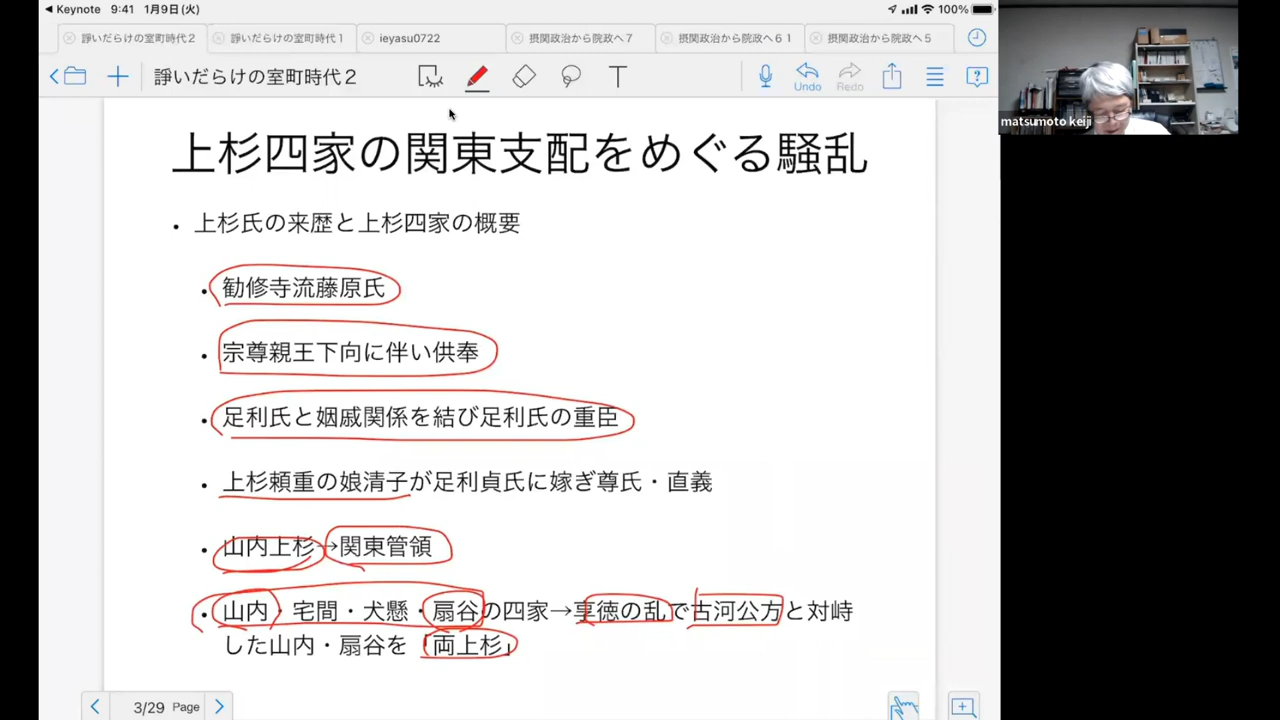 ◀ Keynote 9:41 1月9日(火) 100%
諍いだらけの室町時代２ 諍いだらけの室町時代１ ieyasu0722 摂関政治から院政へ７ 摂関政治から院政へ６１ 摂関政治から院政へ５
諍いだらけの室町時代２ T Undo Redo
matsumoto keiji
上杉四家の関東支配をめぐる騒乱
• 上杉氏の来歴と上杉四家の概要
• 勧修寺流藤原氏
• 宗尊親王下向に伴い供奉
• 足利氏と姻戚関係を結び足利氏の重臣
• 上杉頼重の娘清子が足利貞氏に嫁ぎ尊氏・直義
• 山内上杉→関東管領
• 山内・宅間・犬懸・扇谷の四家→享徳の乱で古河公方と対峙
した山内・扇谷を「両上杉」
3/29 Page